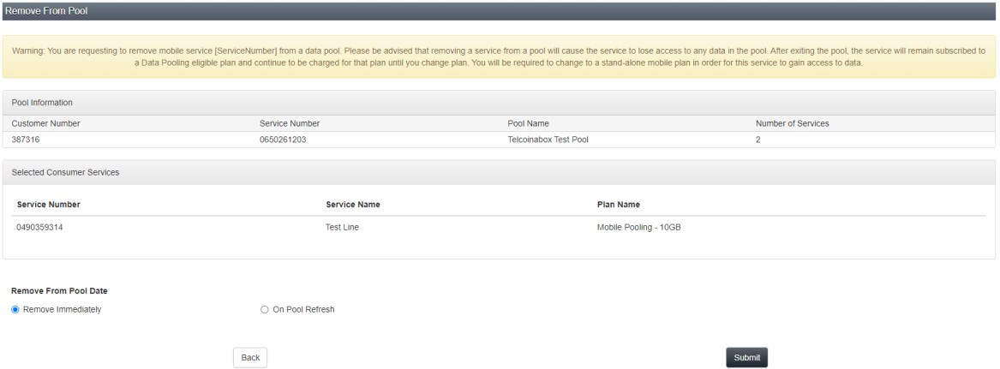 Remove From Pool
Warning: You are requesting to remove mobile service [ServiceNumber] from a data pool. Please be advised that removing a service from a pool will cause the service to lose access to any data in the pool. After exiting the pool, the service will remain subscribed to
a Data Pooling eligible plan and continue to be charged for that plan until you change plan. You will be required to change to a stand-alone mobile plan in order for this service to gain access to data.
Pool Information
Customer Number Service Number Pool Name Number of Services
387316 0650261203 Telcoinabox Test Pool 2
Selected Consumer Services
Service Number Service Name Plan Name
0490359314 Test Line Mobile Pooling - 10GB
Remove From Pool Date
Remove Immediately On Pool Refresh
Back Submit